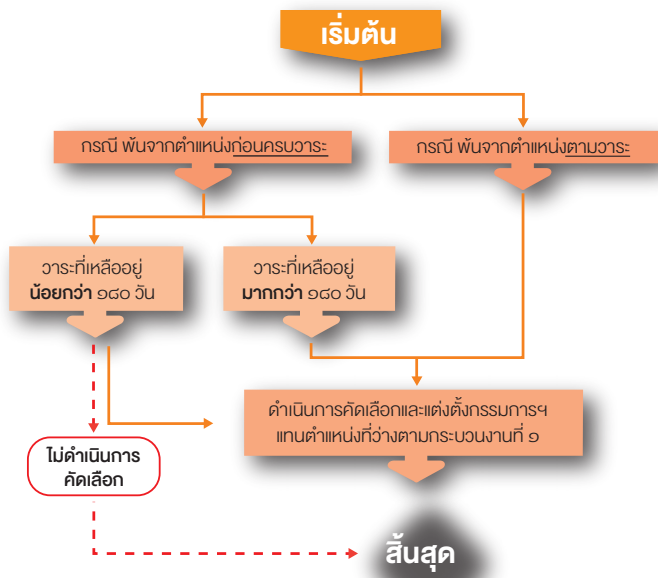 เริ่มต้น
กรณี พ้นจากตำแหน่งก่อนครบวาระ
กรณี พ้นจากตำแหน่งตามวาระ
วาระที่เหลืออยู่
น้อยกว่า ๑๘๐ วัน
วาระที่เหลืออยู่
มากกว่า ๑๘๐ วัน
ดำเนินการคัดเลือกและแต่งตั้งกรรมการฯ
แทนตำแหน่งที่ว่างตามกระบวนงานที่ ๑
ไม่ดำเนินการ
คัดเลือก
สิ้นสุด